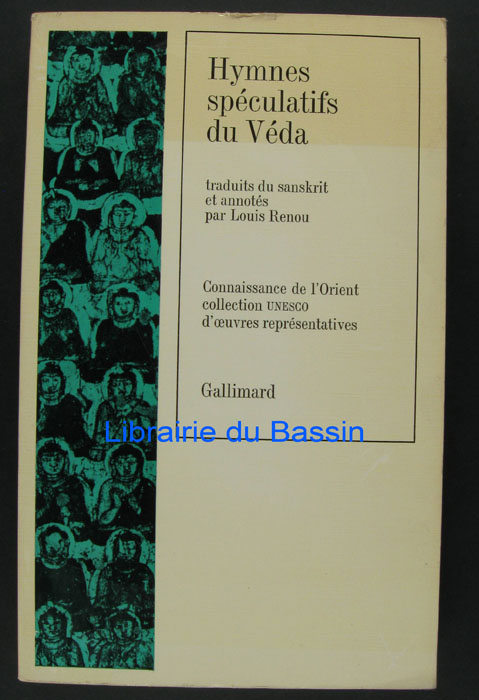 Hymnes
spéculatifs
du Véda
traduits du sanskrit
et annotés
par Louis Renou
Connaissance de l'Orient
collection UNESCO
d'œuvres représentatives
Gallimard
Librairie du Bassin